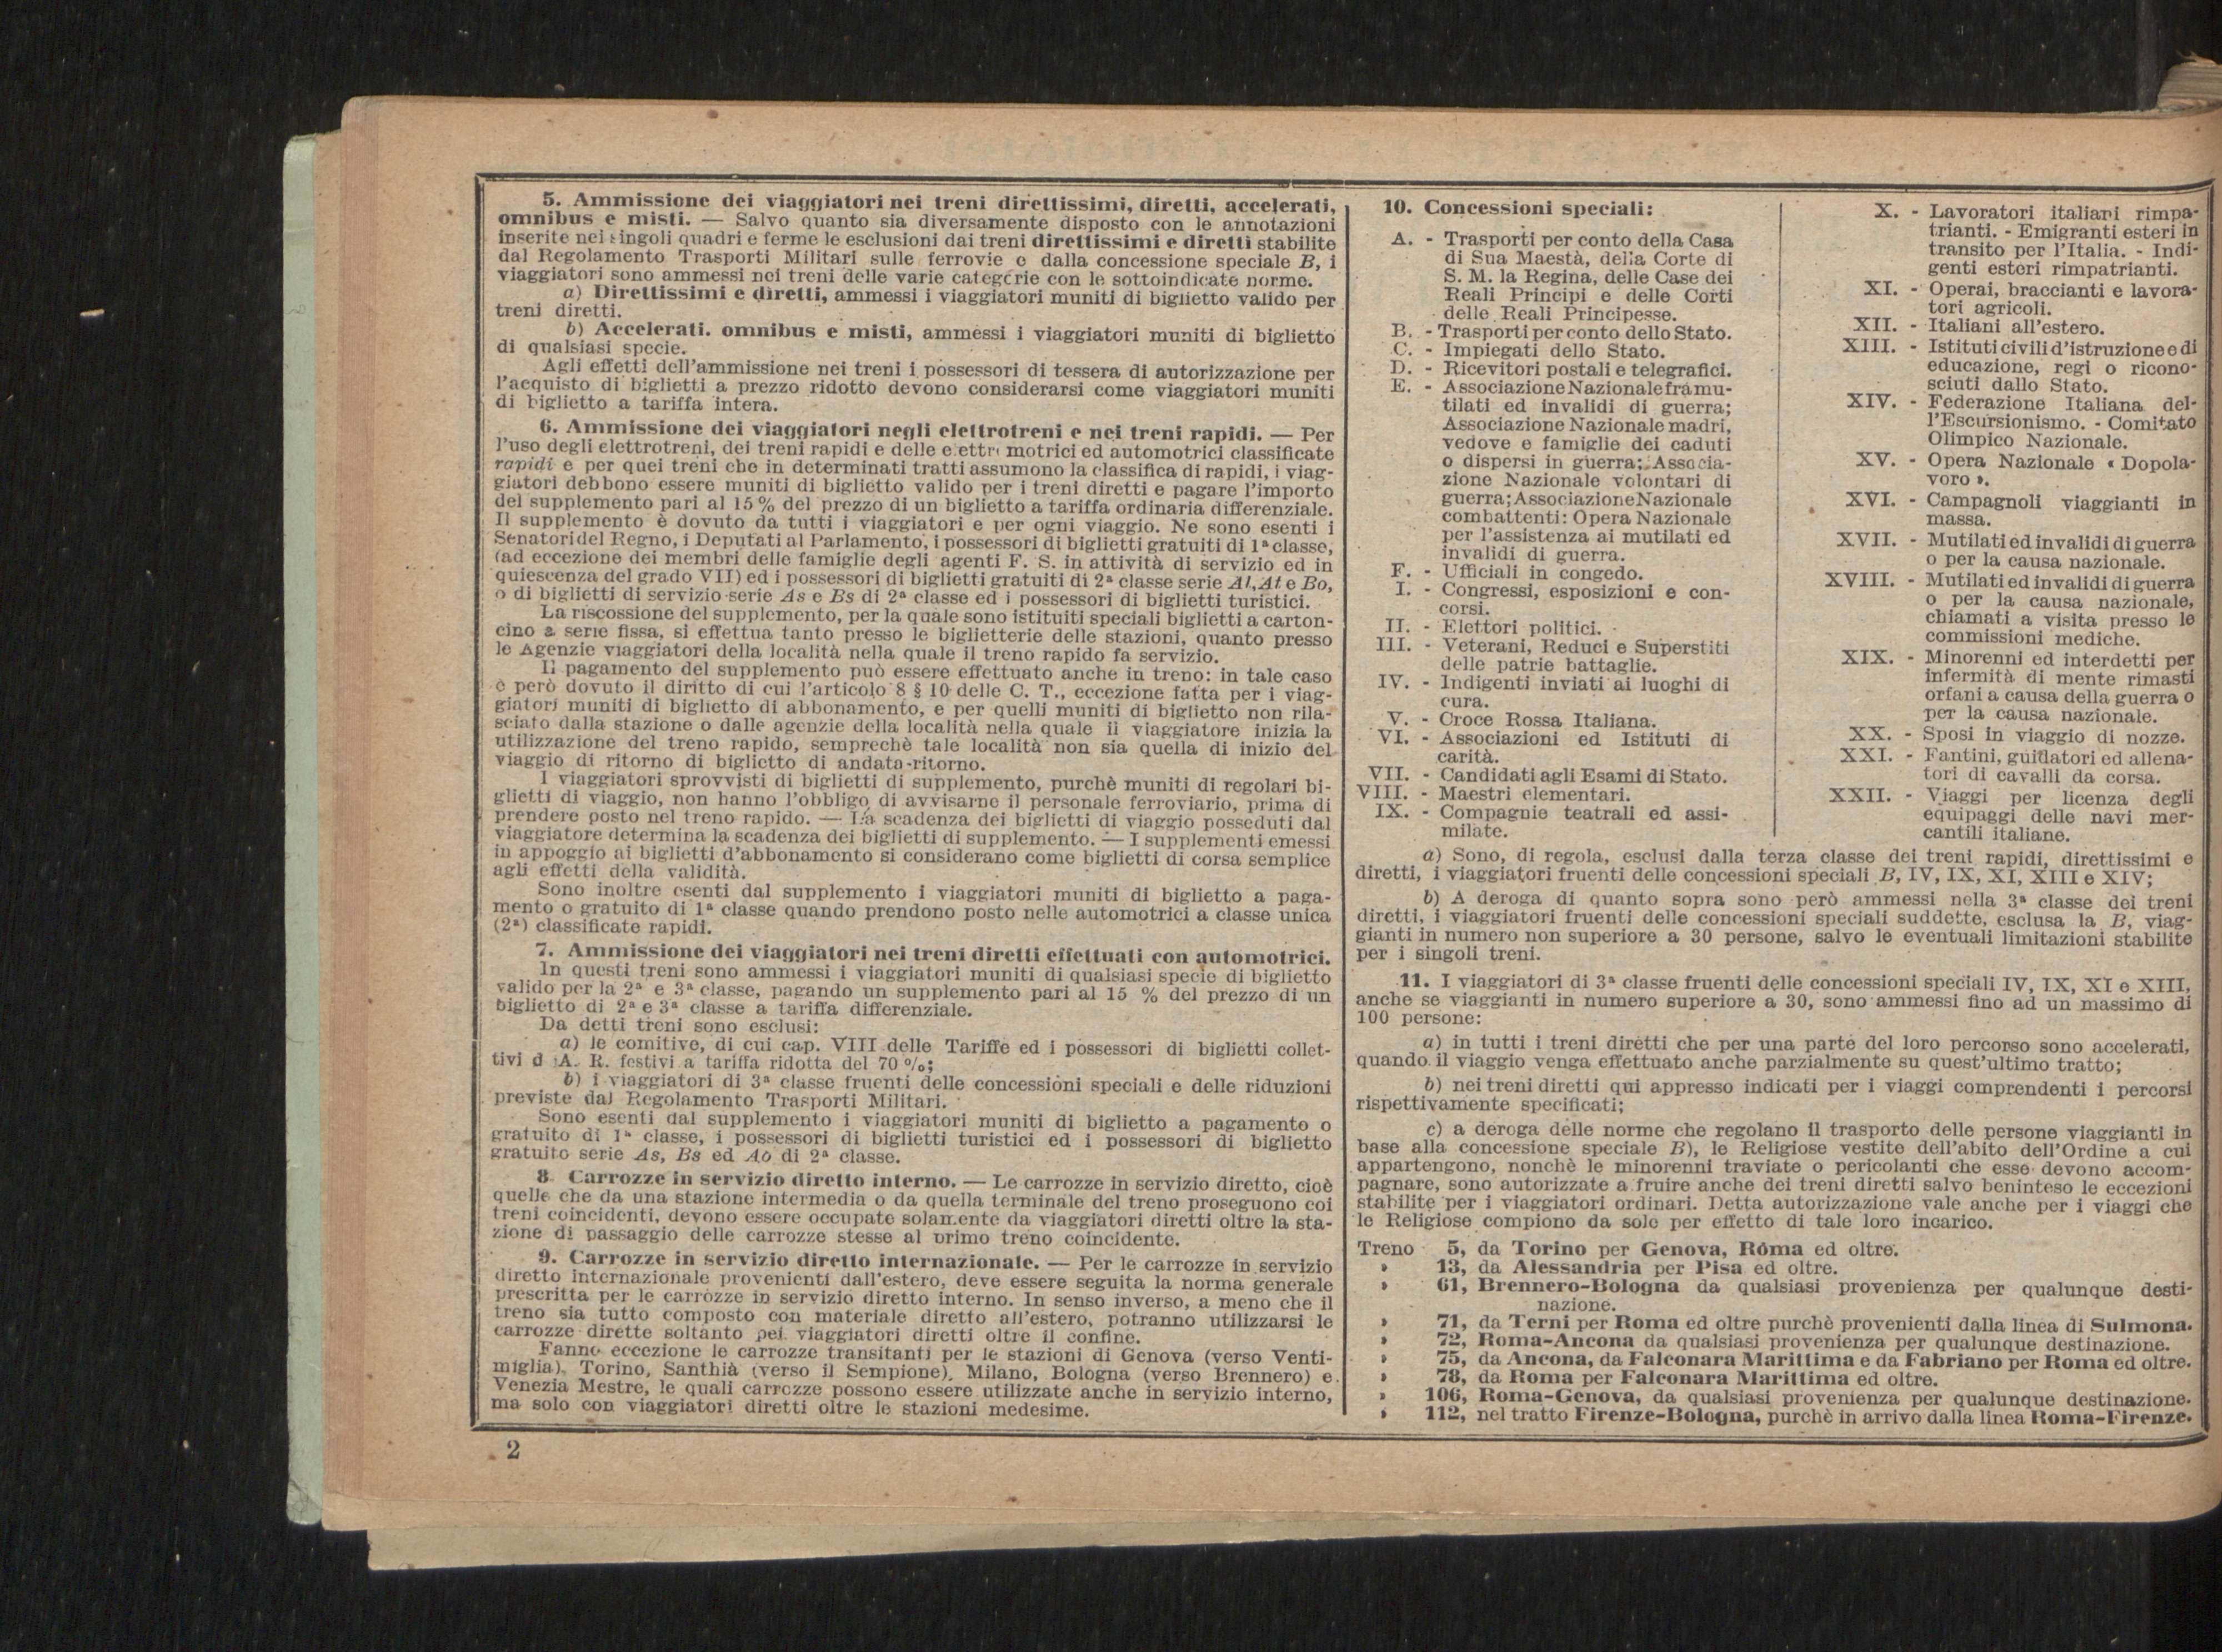 5. Ammissione dei viaggiatori nei treni direttissimi, diretti, accelerati,
omnibus e misti. — Salvo quanto sia diversamente disposto con le annotazioni
inserite nei singoli quadri e ferme le esclusioni dai treni direttissimi e diretti stabilite
dal Regolamento Trasporti Militari sulle ferrovie e dalla concessione speciale B, i
viaggiatori sono ammessi nei treni delle varie categorie con le sottoindicate norme.
a) Direttissimi e diretti, ammessi i viaggiatori muniti di biglietto valido per
treni diretti.
b) Accelerati. omnibus e misti, ammessi i viaggiatori muniti di biglietto
di qualsiasi specie.
Agli effetti dell'ammissione nei treni i possessori di tessera di autorizzazione per
l'acquisto di biglietti a prezzo ridotto devono considerarsi come viaggiatori muniti
di biglietto a tariffa intera.
6. Ammissione dei viaggiatori negli elettrotreni e nei treni rapidi. — Per
l'uso degli elettrotreni, dei treni rapidi e delle elettromotrici ed automotrici classificate
rapidi e per quei treni che in determinati tratti assumono la classifica di rapidi, i viag-
giatori debbono essere muniti di biglietto valido per i treni diretti e pagare l'importo
del supplemento pari al 15 % del prezzo di un biglietto a tariffa ordinaria differenziale.
Il supplemento è dovuto da tutti i viaggiatori e per ogni viaggio. Ne sono esenti i
Senatori del Regno, i Deputati al Parlamento, i possessori di biglietti gratuiti di 1ª classe,
(ad eccezione dei membri delle famiglie degli agenti F. S. in attività di servizio ed in
quiescenza del grado VII) ed i possessori di biglietti gratuiti di 2ª classe serie Al, At e Bo,
o di biglietti di servizio serie As e Bs di 2ª classe ed i possessori di biglietti turistici.
La riscossione del supplemento, per la quale sono istituiti speciali biglietti a carton-
cino a serie fissa, si effettua tanto presso le biglietterie delle stazioni, quanto presso
le Agenzie viaggiatori della località nella quale il treno rapido fa servizio.
Il pagamento del supplemento può essere effettuato anche in treno: in tale caso
è però dovuto il diritto di cui l'articolo 8 § 10 delle C. T., eccezione fatta per i viag-
giatori muniti di biglietto di abbonamento, e per quelli muniti di biglietto non rila-
sciato dalla stazione o dalle agenzie della località nella quale il viaggiatore inizia la
utilizzazione del treno rapido, semprechè tale località non sia quella di inizio del
viaggio di ritorno di biglietto di andata-ritorno.
I viaggiatori sprovvisti di biglietti di supplemento, purchè muniti di regolari bi-
glietti di viaggio, non hanno l'obbligo di avvisarne il personale ferroviario, prima di
prendere posto nel treno rapido. — La scadenza dei biglietti di viaggio posseduti dal
viaggiatore determina la scadenza dei biglietti di supplemento. — I supplementi emessi
in appoggio ai biglietti d'abbonamento si considerano come biglietti di corsa semplice
agli effetti della validità.
Sono inoltre esenti dal supplemento i viaggiatori muniti di biglietto a paga-
mento o gratuito di 1ª classe quando prendono posto nelle automotrici a classe unica
(2ª) classificate rapidi.
7. Ammissione dei viaggiatori nei treni diretti effettuati con automotrici.
In questi treni sono ammessi i viaggiatori muniti di qualsiasi specie di biglietto
valido per la 2ª e 3ª classe, pagando un supplemento pari al 15 % del prezzo di un
biglietto di 2ª e 3ª classe a tariffa differenziale.
Da detti treni sono esclusi:
a) le comitive, di cui cap. VIII delle Tariffe ed i possessori di biglietti collet-
tivi d A. R. festivi a tariffa ridotta del 70 %;
b) i viaggiatori di 3ª classe fruenti delle concessioni speciali e delle riduzioni
previste dal Regolamento Trasporti Militari.
Sono esenti dal supplemento i viaggiatori muniti di biglietto a pagamento o
gratuito di 1ª classe, i possessori di biglietti turistici ed i possessori di biglietto
gratuito serie As, Bs ed Ao di 2ª classe.
8. Carrozze in servizio diretto interno. — Le carrozze in servizio diretto, cioè
quelle che da una stazione intermedia o da quella terminale del treno proseguono coi
treni coincidenti, devono essere occupate solamente da viaggiatori diretti oltre la sta-
zione di passaggio delle carrozze stesse al primo treno coincidente.
9. Carrozze in servizio diretto internazionale. — Per le carrozze in servizio
diretto internazionale provenienti dall'estero, deve essere seguita la norma generale
prescritta per le carrozze in servizio diretto interno. In senso inverso, a meno che il
treno sia tutto composto con materiale diretto all'estero, potranno utilizzarsi le
carrozze dirette soltanto pei viaggiatori diretti oltre il confine.
Fanno eccezione le carrozze transitanti per le stazioni di Genova (verso Venti-
miglia), Torino, Santhià (verso il Sempione), Milano, Bologna (verso Brennero) e
Venezia Mestre, le quali carrozze possono essere utilizzate anche in servizio interno,
ma solo con viaggiatori diretti oltre le stazioni medesime.
2
10. Concessioni speciali:
A. - Trasporti per conto della Casa
di Sua Maestà, della Corte di
S. M. la Regina, delle Case dei
Reali Principi e delle Corti
delle Reali Principesse.
B. - Trasporti per conto dello Stato.
C. - Impiegati dello Stato.
D. - Ricevitori postali e telegrafici.
E. - Associazione Nazionale fra mu-
tilati ed invalidi di guerra;
Associazione Nazionale madri,
vedove e famiglie dei caduti
o dispersi in guerra; Associa-
zione Nazionale volontari di
guerra; Associazione Nazionale
combattenti: Opera Nazionale
per l'assistenza ai mutilati ed
invalidi di guerra.
F. - Ufficiali in congedo.
I. - Congressi, esposizioni e con-
corsi.
II. - Elettori politici.
III. - Veterani, Reduci e Superstiti
delle patrie battaglie.
IV. - Indigenti inviati ai luoghi di
cura.
V. - Croce Rossa Italiana.
VI. - Associazioni ed Istituti di
carità.
VII. - Candidati agli Esami di Stato.
VIII. - Maestri elementari.
IX. - Compagnie teatrali ed assi-
milate.
X. - Lavoratori italiani rimpa-
trianti. - Emigranti esteri in
transito per l'Italia. - Indi-
genti esteri rimpatrianti.
XI. - Operai, braccianti e lavora-
tori agricoli.
XII. - Italiani all'estero.
XIII. - Istituti civili d'istruzione e di
educazione, regi o ricono-
sciuti dallo Stato.
XIV. - Federazione Italiana del-
l'Escursionismo. - Comitato
Olimpico Nazionale.
XV. - Opera Nazionale « Dopola-
voro ».
XVI. - Campagnoli viaggianti in
massa.
XVII. - Mutilati ed invalidi di guerra
o per la causa nazionale.
XVIII. - Mutilati ed invalidi di guerra
o per la causa nazionale,
chiamati a visita presso le
commissioni mediche.
XIX. - Minorenni ed interdetti per
infermità di mente rimasti
orfani a causa della guerra o
per la causa nazionale.
XX. - Sposi in viaggio di nozze.
XXI. - Fantini, guidatori ed allena-
tori di cavalli da corsa.
XXII. - Viaggi per licenza degli
equipaggi delle navi mer-
cantili italiane.
a) Sono, di regola, esclusi dalla terza classe dei treni rapidi, direttissimi e
diretti, i viaggiatori fruenti delle concessioni speciali B, IV, IX, XI, XIII e XIV;
b) A deroga di quanto sopra sono però ammessi nella 3ª classe dei treni
diretti, i viaggiatori fruenti delle concessioni speciali suddette, esclusa la B, viag-
gianti in numero non superiore a 30 persone, salvo le eventuali limitazioni stabilite
per i singoli treni.
11. I viaggiatori di 3ª classe fruenti delle concessioni speciali IV, IX, XI e XIII,
anche se viaggianti in numero superiore a 30, sono ammessi fino ad un massimo di
100 persone:
a) in tutti i treni diretti che per una parte del loro percorso sono accelerati,
quando il viaggio venga effettuato anche parzialmente su quest'ultimo tratto;
b) nei treni diretti qui appresso indicati per i viaggi comprendenti i percorsi
rispettivamente specificati;
c) a deroga delle norme che regolano il trasporto delle persone viaggianti in
base alla concessione speciale B), le Religiose vestite dell'abito dell'Ordine a cui
appartengono, nonchè le minorenni traviate o pericolanti che esse devono accom-
pagnare, sono autorizzate a fruire anche dei treni diretti salvo beninteso le eccezioni
stabilite per i viaggiatori ordinari. Detta autorizzazione vale anche per i viaggi che
le Religiose compiono da sole per effetto di tale loro incarico.
Treno 5, da Torino per Genova, Roma ed oltre.
» 13, da Alessandria per Pisa ed oltre.
» 61, Brennero-Bologna da qualsiasi provenienza per qualunque desti-
nazione.
» 71, da Terni per Roma ed oltre purchè provenienti dalla linea di Sulmona.
» 72, Roma-Ancona da qualsiasi provenienza per qualunque destinazione.
» 75, da Ancona, da Falconara Marittima e da Fabriano per Roma ed oltre.
» 78, da Roma per Falconara Marittima ed oltre.
» 106, Roma-Genova, da qualsiasi provenienza per qualunque destinazione.
» 112, nel tratto Firenze-Bologna, purchè in arrivo dalla linea Roma-Firenze.